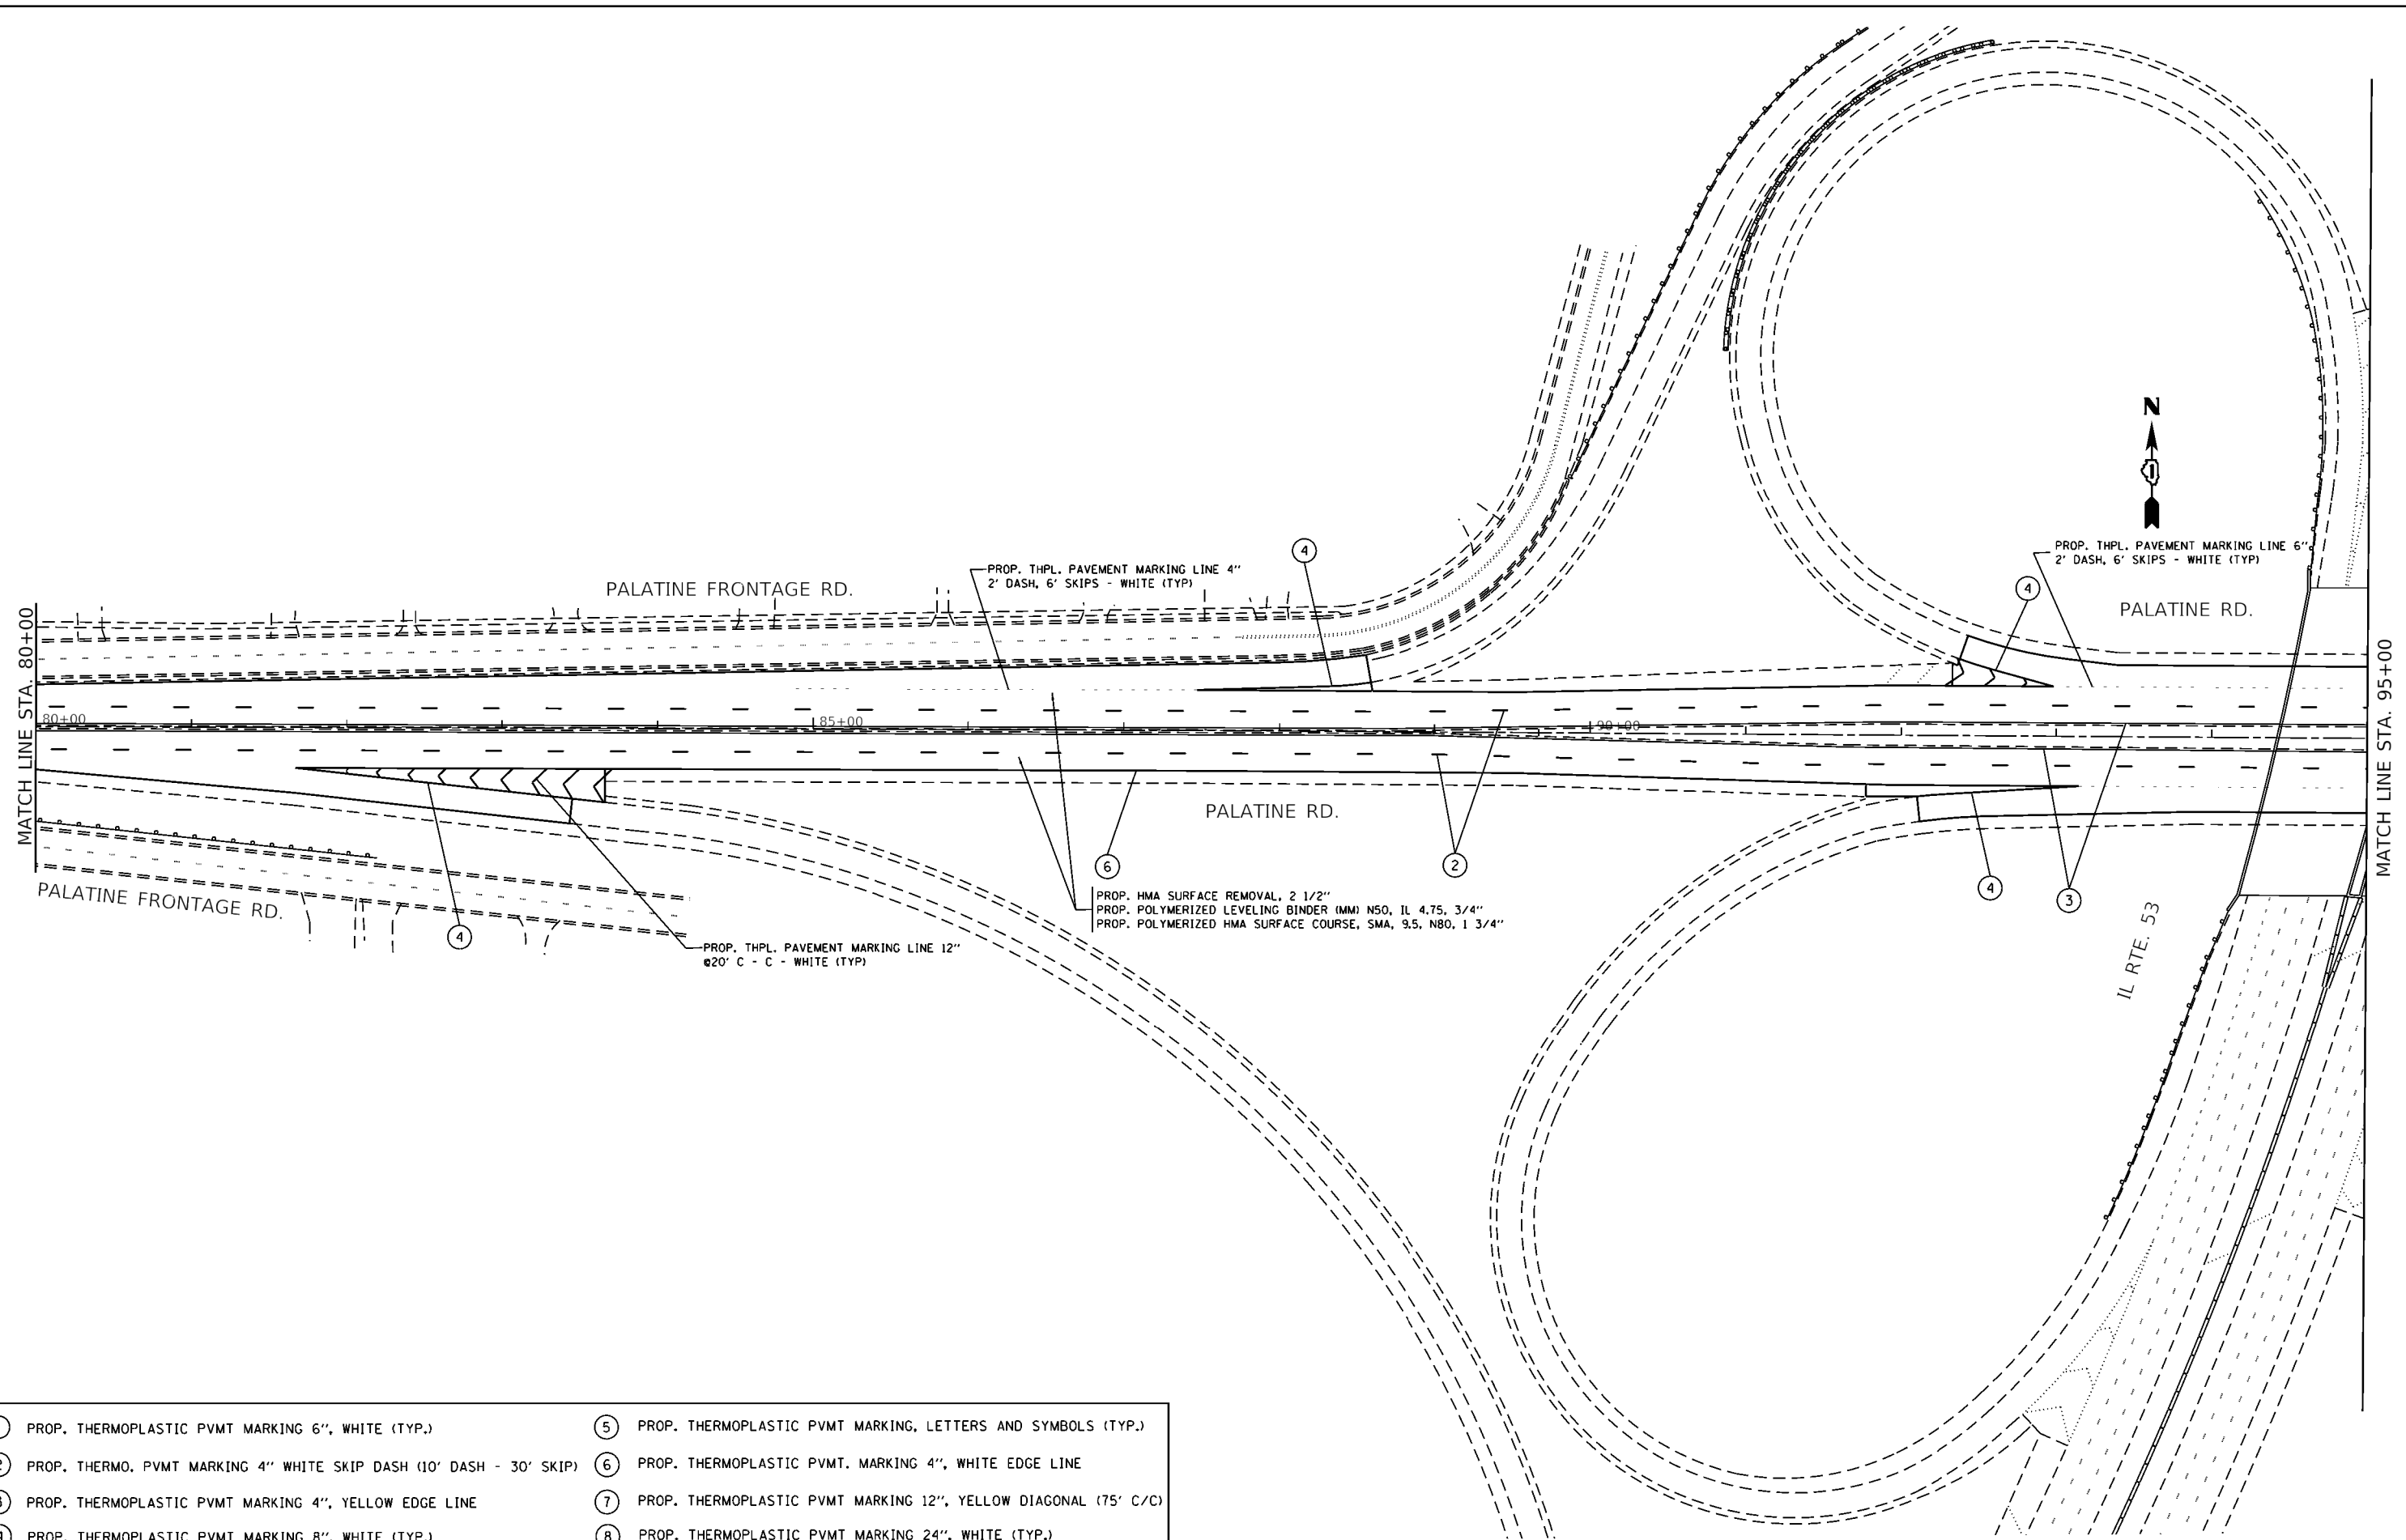 N
PROP. THPL. PAVEMENT MARKING LINE 6"
2' DASH, 6' SKIPS - WHITE (TYP)
4
PROP. THPL. PAVEMENT MARKING LINE 4"
2' DASH, 6' SKIPS - WHITE (TYP)
4
PALATINE FRONTAGE RD.
PALATINE RD.
MATCH LINE STA. 80+00
80+00
85+00
90+00
MATCH LINE STA. 95+00
PALATINE RD.
6
2
4
3
PALATINE FRONTAGE RD.
4
PROP. HMA SURFACE REMOVAL, 2 1/2"
PROP. POLYMERIZED LEVELING BINDER (MM) N50, IL 4.75, 3/4"
PROP. POLYMERIZED HMA SURFACE COURSE, SMA, 9.5, N80, 1 3/4"
PROP. THPL. PAVEMENT MARKING LINE 12"
@20' C - C - WHITE (TYP)
IL RTE. 53
PROP. THERMOPLASTIC PVMT MARKING 6", WHITE (TYP.)
2 PROP. THERMO. PVMT MARKING 4" WHITE SKIP DASH (10' DASH - 30' SKIP)
3 PROP. THERMOPLASTIC PVMT MARKING 4", YELLOW EDGE LINE
4 PROP. THERMOPLASTIC PVMT MARKING 8", WHITE (TYP.)
5 PROP. THERMOPLASTIC PVMT MARKING, LETTERS AND SYMBOLS (TYP.)
6 PROP. THERMOPLASTIC PVMT. MARKING 4", WHITE EDGE LINE
7 PROP. THERMOPLASTIC PVMT MARKING 12", YELLOW DIAGONAL (75' C/C)
8 PROP. THERMOPLASTIC PVMT MARKING 24", WHITE (TYP.)